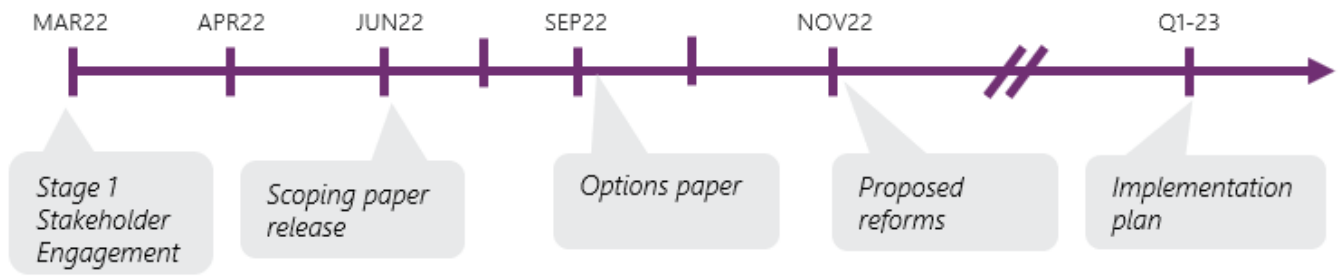 MAR22 APR22 JUN22 SEP22 NOV22 Q1-23
Stage 1
Stakeholder
Engagement
Scoping paper
release
Options paper
Proposed
reforms
Implementation
plan